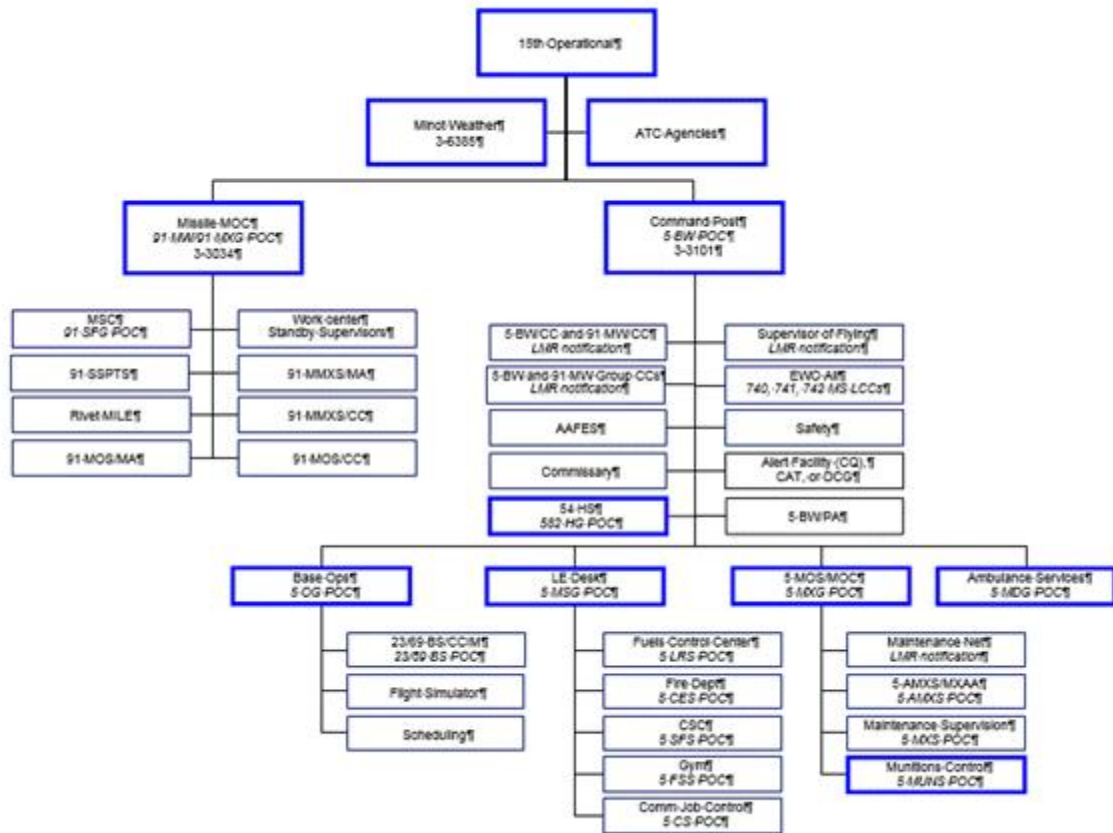 15th·Operational¶
Minot·Weather¶
3-6385¶
ATC·Agencies¶
Missile·MOC¶
91·MW/91·MXG·POC¶
3-3034¶
Command·Post¶
5·BW·POC¶
3-3101¶
MSC¶
91·SFG·POC¶
Work·center¶
Standby·Supervisors¶
91·SSPTS¶
91·MMXS/MA¶
Rivet·MILE¶
91·MMXS/CC¶
91·MOS/MA¶
91·MOS/CC¶
5·BW/CC·and·91·MW/CC¶
LMR·notification¶
Supervisor·of·Flying¶
LMR·notification¶
5·BW·and·91·MW·Group·CCs¶
LMR·notification¶
EWO·All¶
740,·741,·742·MS·LCCs¶
AAFES¶
Safety¶
Commissary¶
Alert·Facility·(CQ),¶
CAT,·or·DCG¶
54·HS¶
582·HG·POC¶
5·BW/PA¶
Base·Ops¶
5·OG·POC¶
LE·Desk¶
5·MSG·POC¶
5·MOS/MOC¶
5·MXG·POC¶
Ambulance·Services¶
5·MDG·POC¶
23/69·BS/CCIM¶
23/69·BS·POC¶
Flight·Simulator¶
Scheduling¶
Fuels·Control·Center¶
5·LRS·POC¶
Fire·Dept¶
5·CES·POC¶
CSC¶
5·SFS·POC¶
Gym¶
5·FSS·POC¶
Comm·Job·Control¶
5·CS·POC¶
Maintenance·Net¶
LMR·notification¶
5·AMXS/MXAA¶
5·AMXS·POC¶
Maintenance·Supervision¶
5·MXS·POC¶
Munitions·Control¶
5·MUNS·POC¶